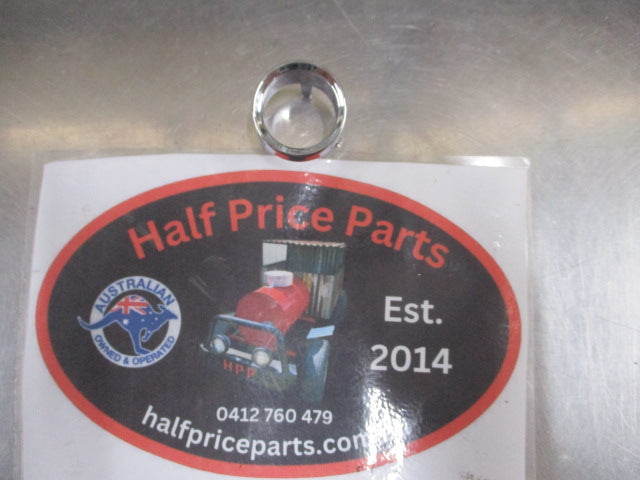 Half Price Parts
AUSTRALIAN
OWNED & OPERATED
Est.
2014
HPP
0412 760 479
halfpriceparts.com